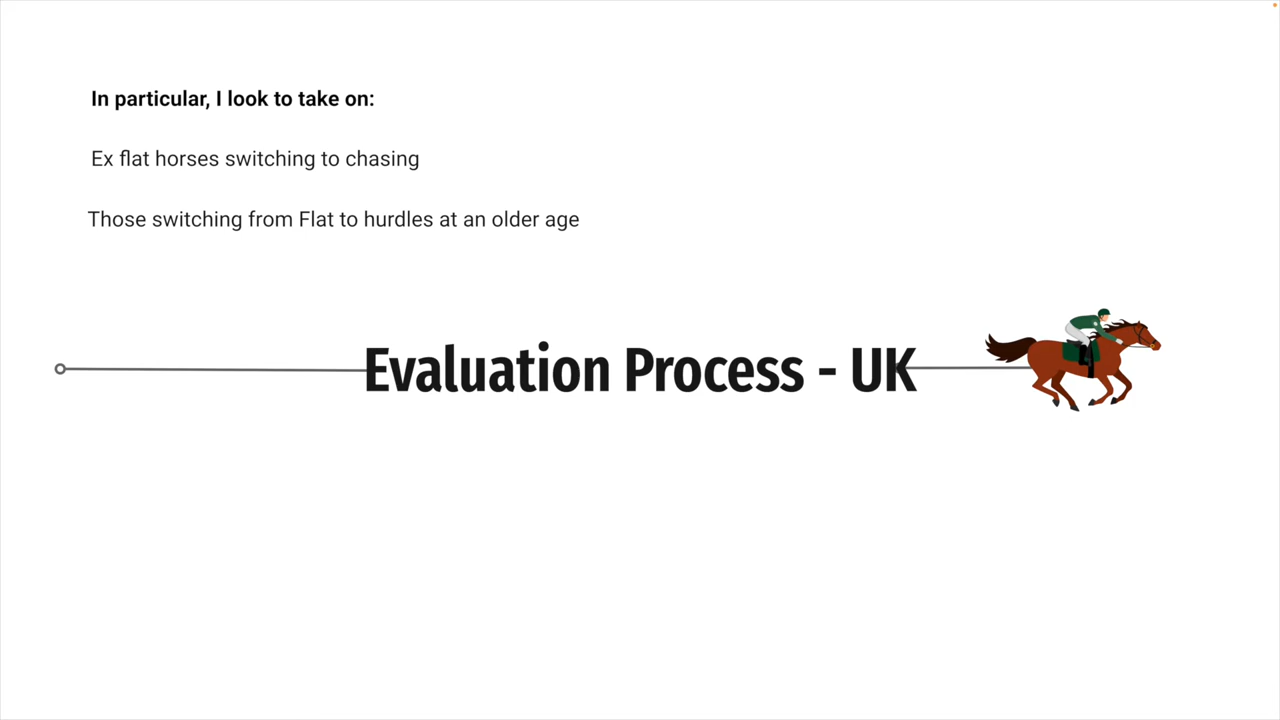 In particular, I look to take on:
Ex flat horses switching to chasing
Those switching from Flat to hurdles at an older age
Evaluation Process - UK